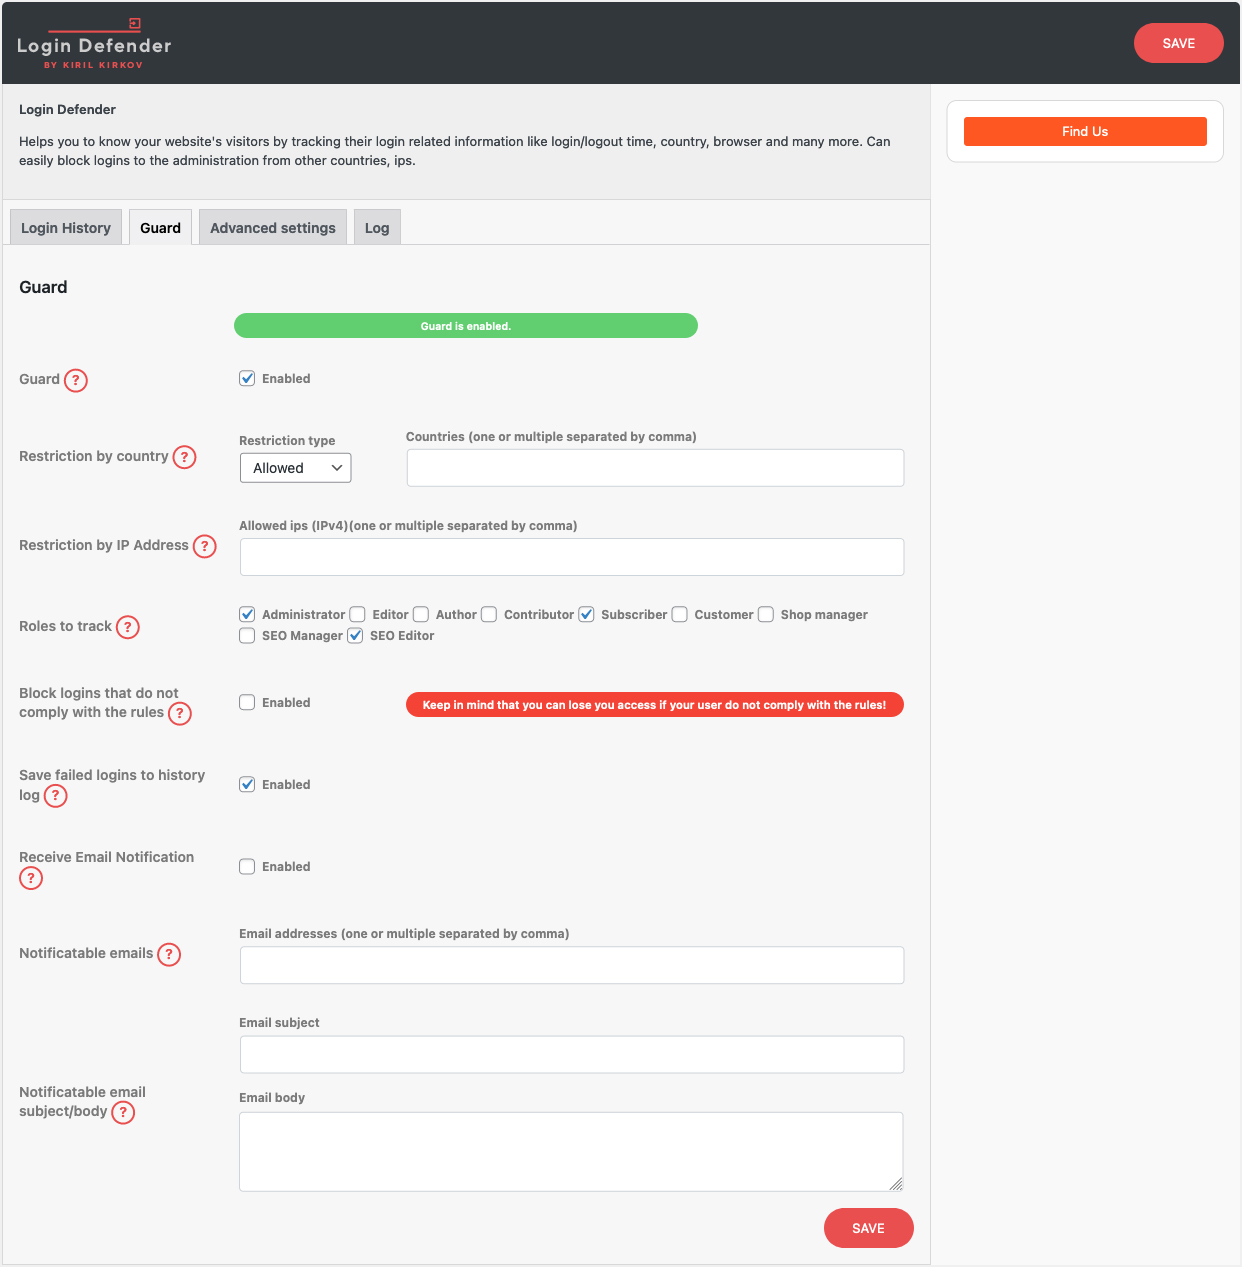 Login Defender
BY KIRIL KIRKOV
SAVE
Login Defender
Helps you to know your website's visitors by tracking their login related information like login/logout time, country, browser and many more. Can
easily block logins to the administration from other countries, ips.
Find Us
Login History
Guard
Advanced settings
Log
Guard
Guard is enabled.
Guard ?
Enabled
Restriction by country ?
Restriction type
Allowed
Countries (one or multiple separated by comma)
Restriction by IP Address ?
Allowed ips (IPv4)(one or multiple separated by comma)
Roles to track ?
Administrator Editor Author Contributor Subscriber Customer Shop manager
SEO Manager SEO Editor
Block logins that do not
comply with the rules ?
Enabled
Keep in mind that you can lose you access if your user do not comply with the rules!
Save failed logins to history
log ?
Enabled
Receive Email Notification
?
Enabled
Notificatable emails ?
Email addresses (one or multiple separated by comma)
Email subject
Notificatable email
subject/body ?
Email body
SAVE